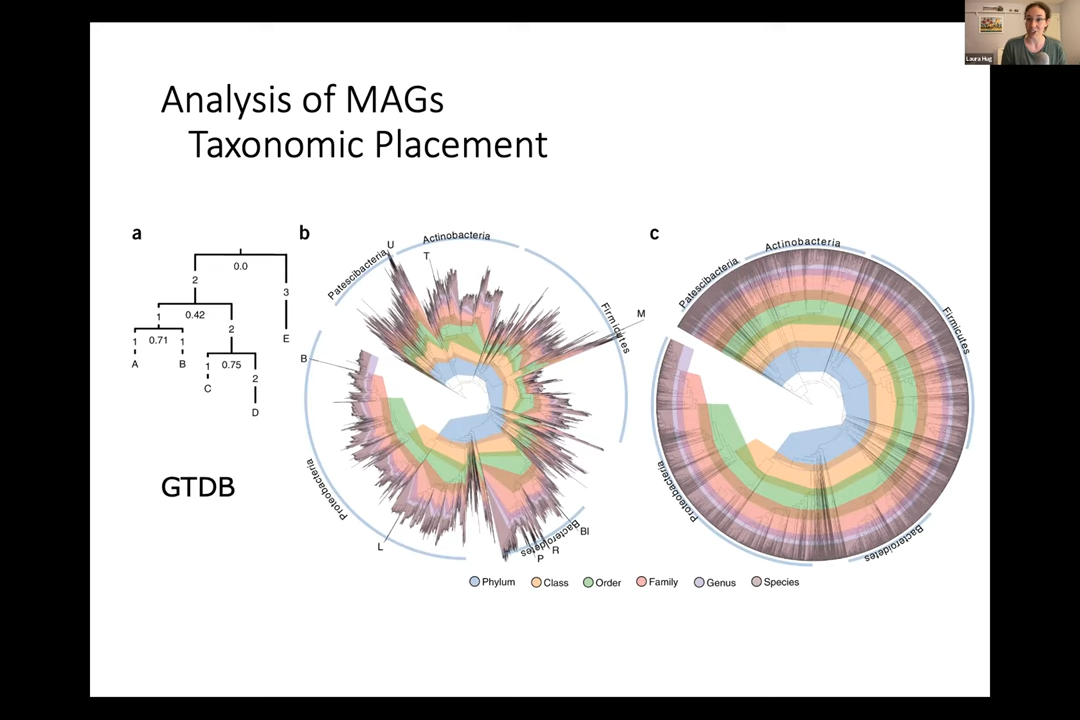 Laura Hug
Analysis of MAGs
Taxonomic Placement
a
0.0
2
3
1
0.42
2
E
1
0.71
1
A
B
1
0.75
2
C
D
GTDB
b
U
Actinobacteria
T
Patescibacteria
Firmicutes
M
B
Proteobacteria
L
Bacteroidetes
BI
R
P
c
Actinobacteria
Patescibacteria
Firmicutes
Proteobacteria
Bacteroidetes
Phylum
Class
Order
Family
Genus
Species